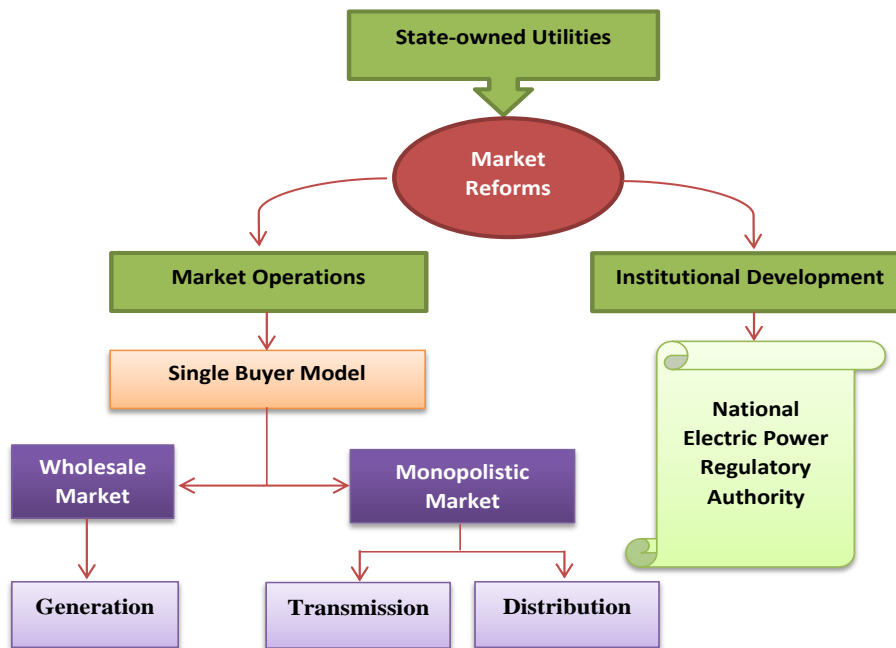 State-owned Utilities
Market
Reforms
Market Operations
Institutional Development
Single Buyer Model
National
Electric Power
Regulatory
Authority
Wholesale
Market
Monopolistic
Market
Generation
Transmission
Distribution